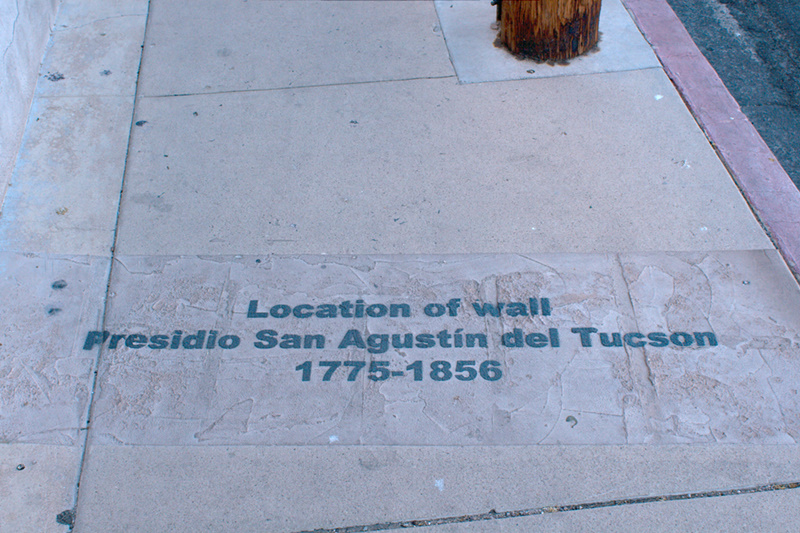 Location of wall
Presidio San Agustín del Tucson
1775-1856